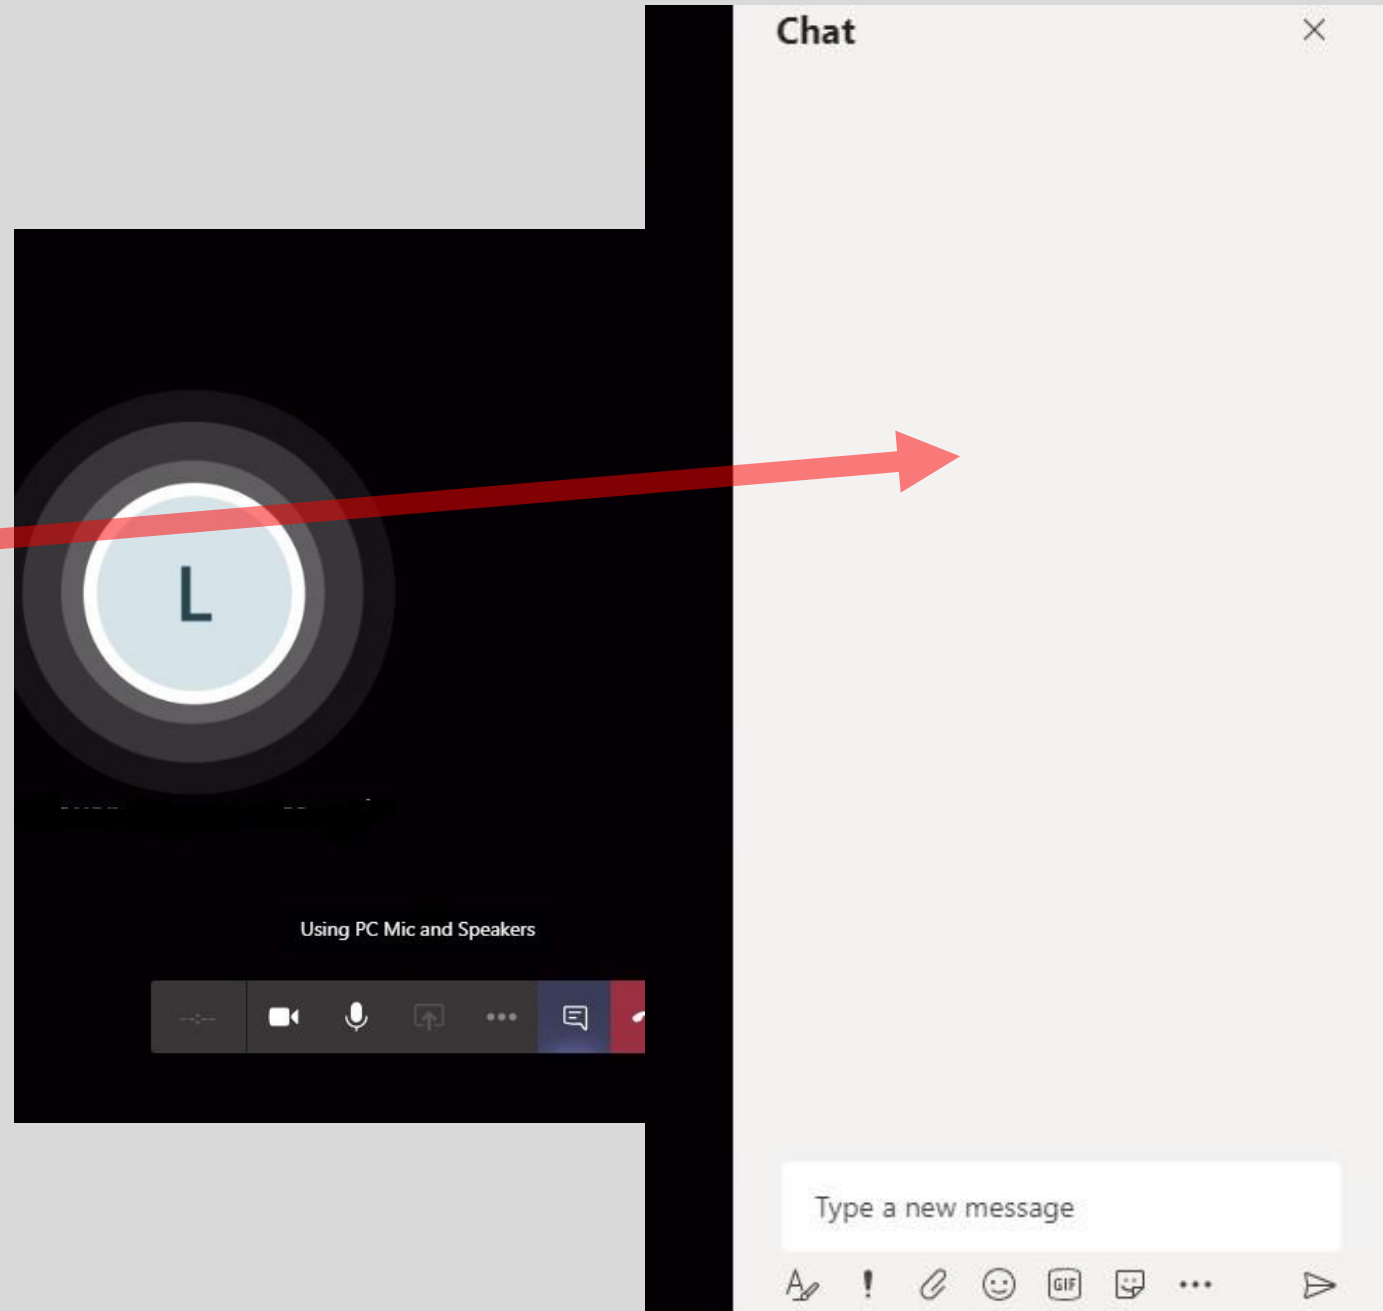 Chat
L
Using PC Mic and Speakers
--:--
Type a new message
GIF